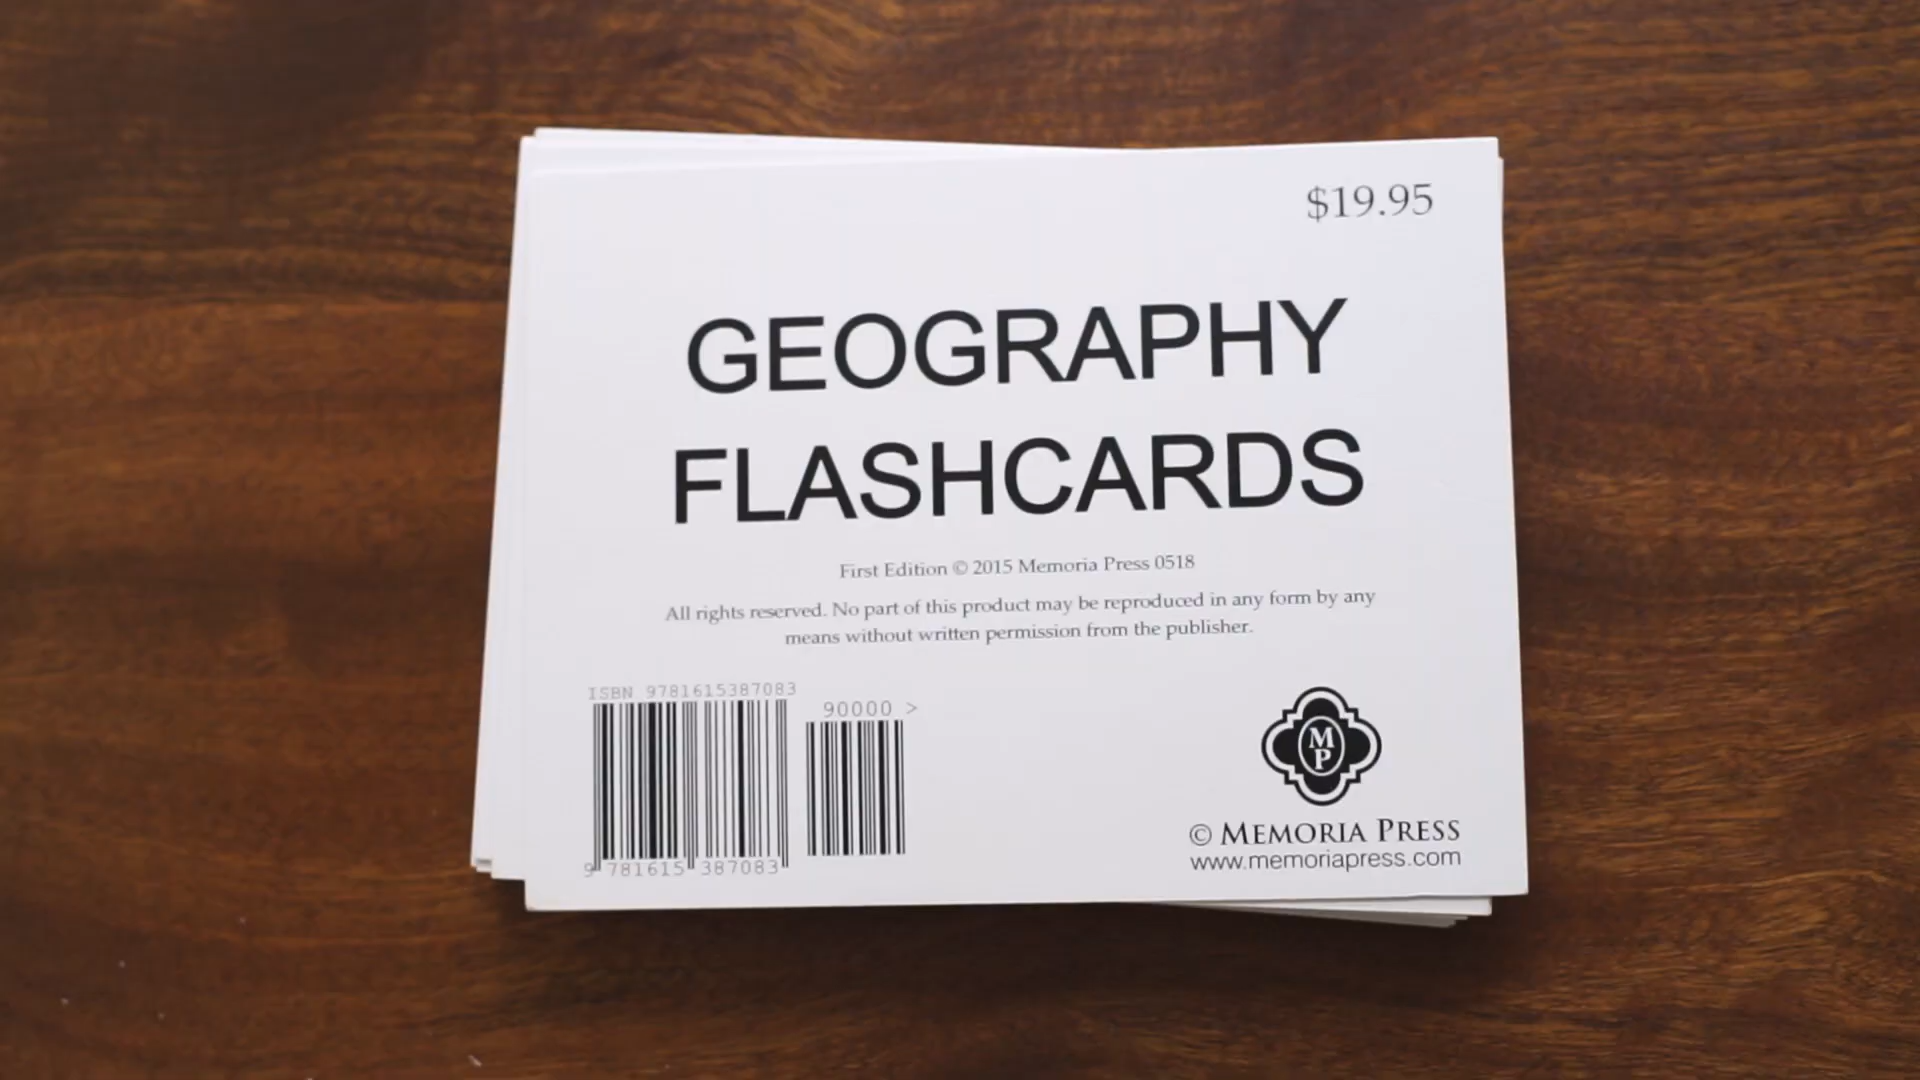 $19.95
GEOGRAPHY
FLASHCARDS
First Edition © 2015 Memoria Press 0518
All rights reserved. No part of this product may be reproduced in any form by any
means without written permission from the publisher.
ISBN 9781615387083
90000 >
9 781615 387083
M
P
© MEMORIA PRESS
www.memoriapress.com